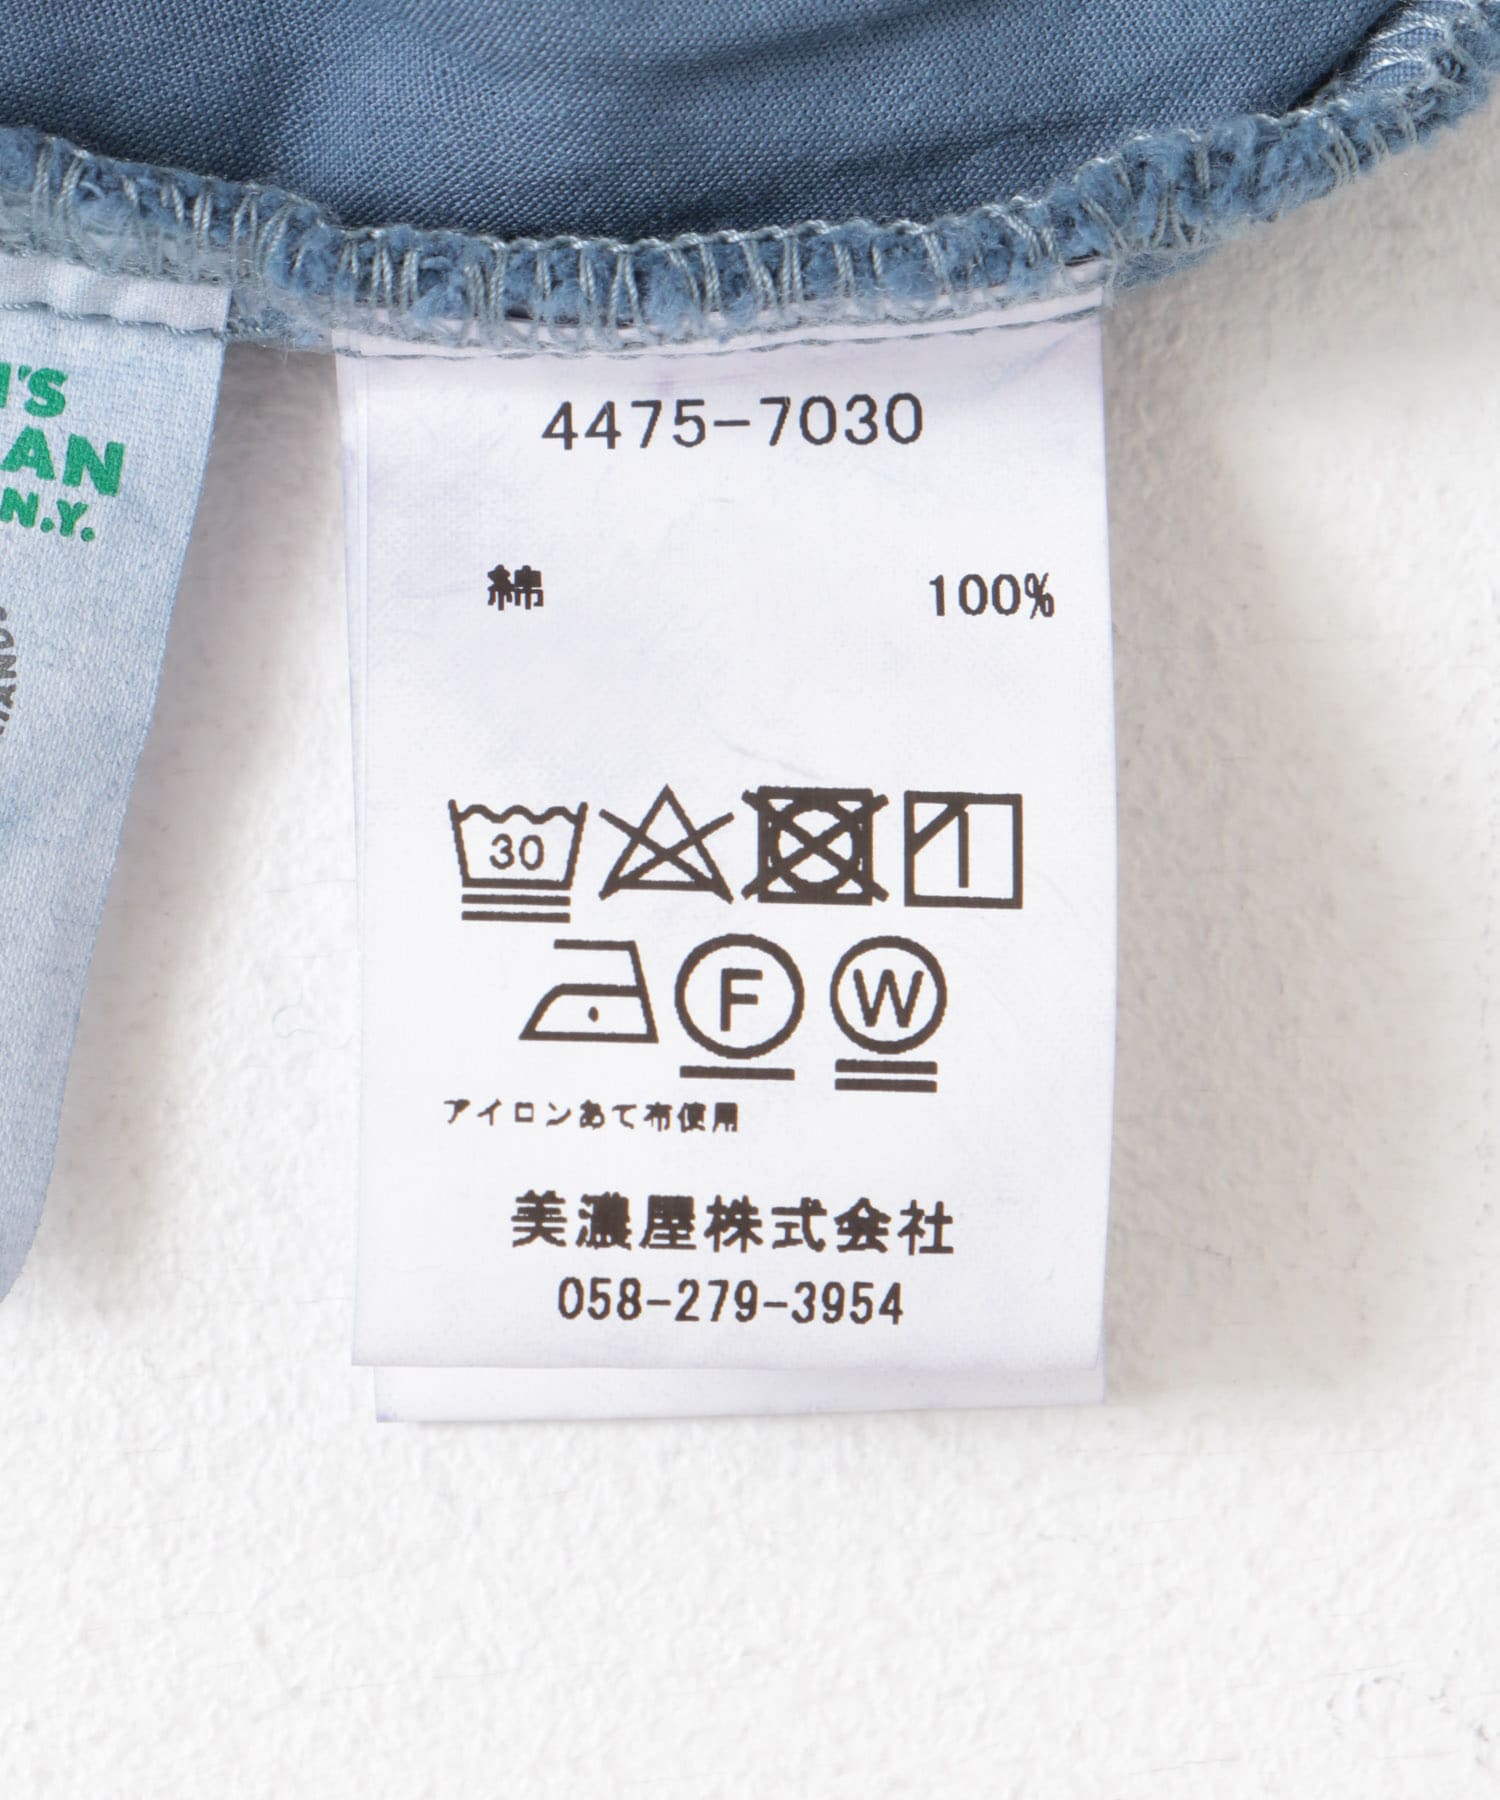 4475-7030
綿 100%
30
F W
アイロンあて布使用
美濃屋株式会社
058-279-3954
'S
AN
N.Y.